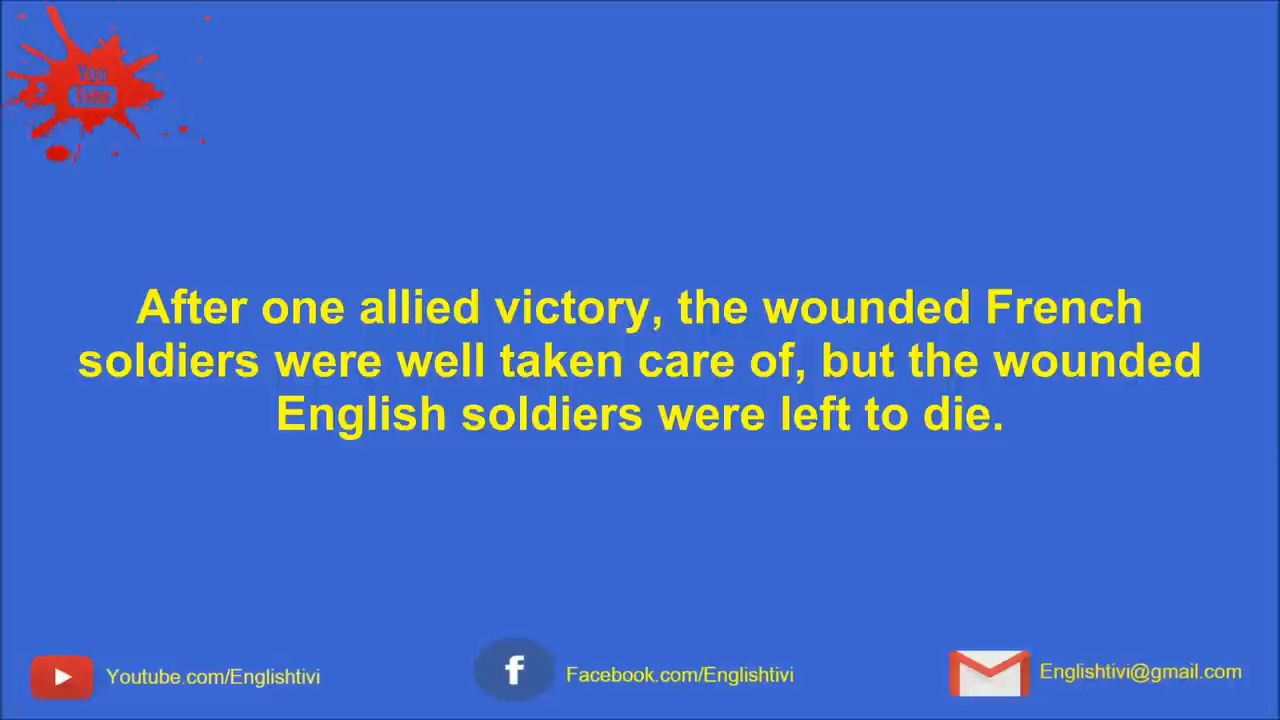 You
Tube
After one allied victory, the wounded French
soldiers were well taken care of, but the wounded
English soldiers were left to die.
Youtube.com/Englishtivi
f
Facebook.com/Englishtivi
Englishtivi@gmail.com